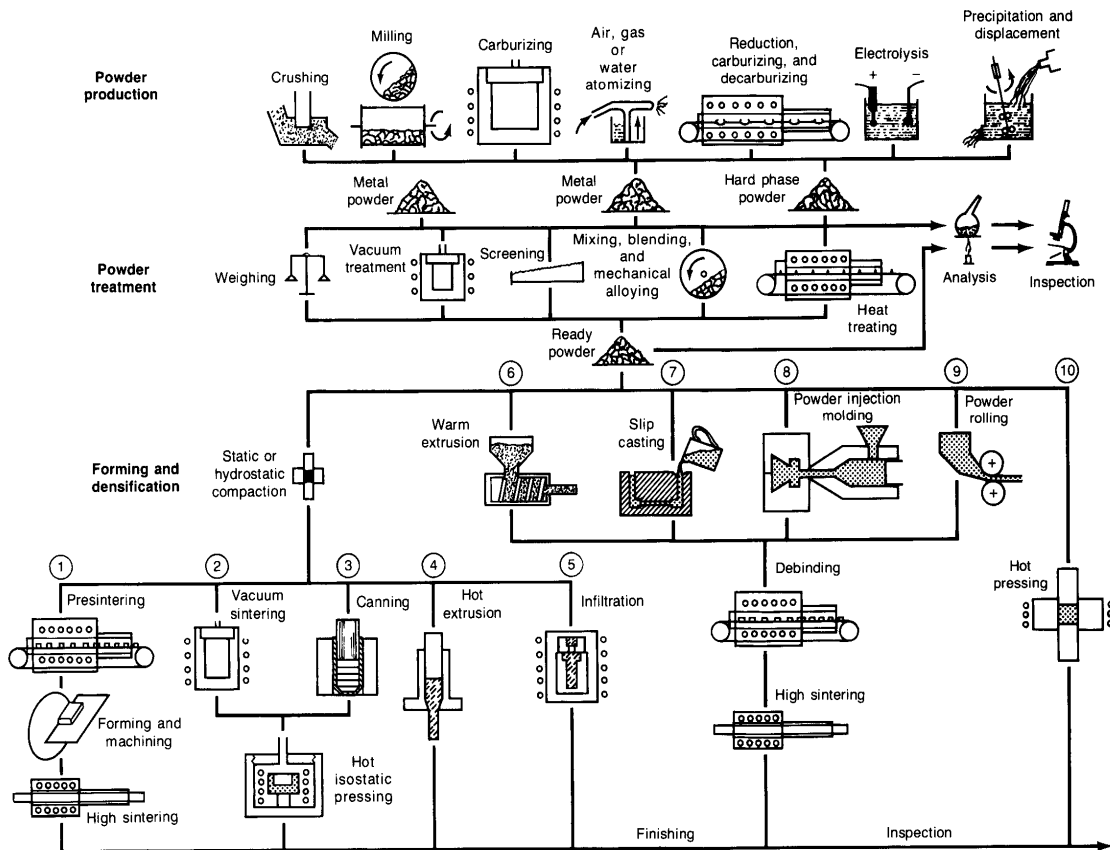 Powder
production
Crushing
Milling
Carburizing
Air, gas
or
water
atomizing
Reduction,
carburizing, and
decarburizing
Electrolysis
+
−
Precipitation and
displacement
Metal
powder
Metal
powder
Hard phase
powder
Powder
treatment
Weighing
Vacuum
treatment
Screening
Mixing, blending,
and
mechanical
alloying
Heat
treating
Analysis
Inspection
Ready
powder
6
7
8
9
10
Forming and
densification
Static or
hydrostatic
compaction
Warm
extrusion
Slip
casting
Powder injection
molding
Powder
rolling
+
+
1
2
3
4
5
Presintering
Vacuum
sintering
Canning
Hot
extrusion
Infiltration
Debinding
Hot
pressing
Forming and
machining
Hot
isostatic
pressing
High sintering
High sintering
Finishing
Inspection